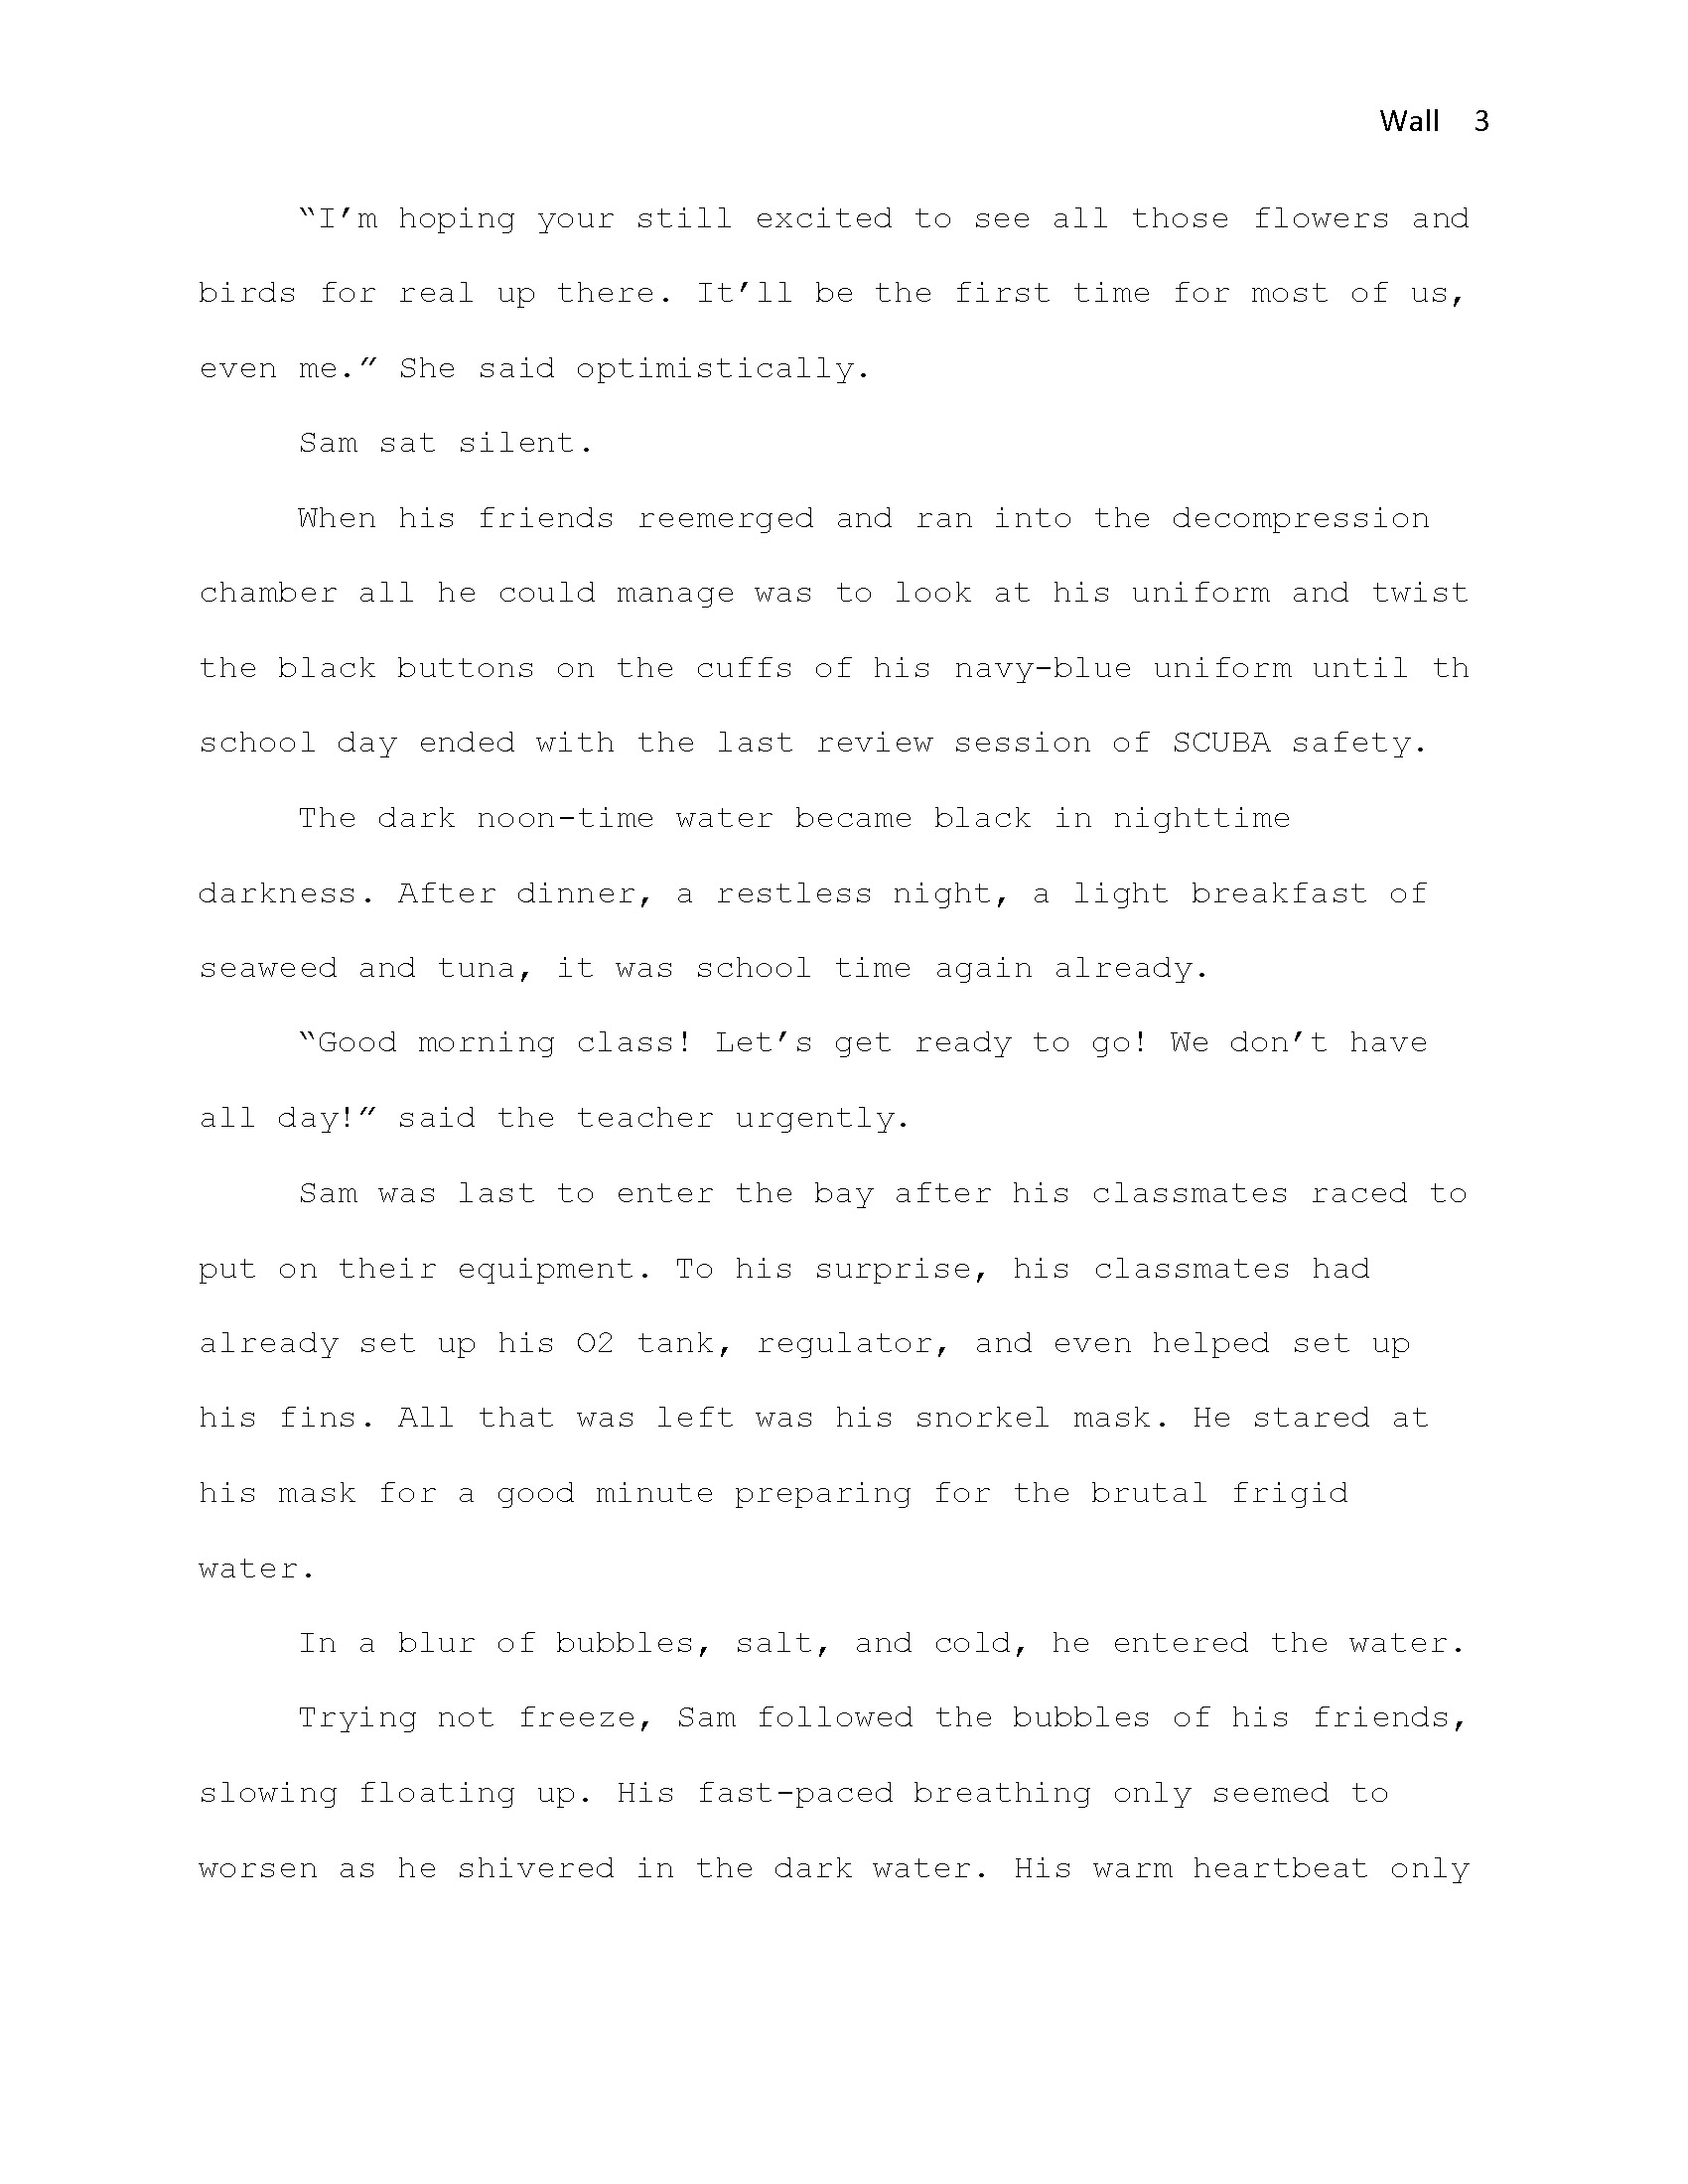 Wall 3
“I’m hoping your still excited to see all those flowers and
birds for real up there. It’ll be the first time for most of us,
even me.” She said optimistically.
Sam sat silent.
When his friends reemerged and ran into the decompression
chamber all he could manage was to look at his uniform and twist
the black buttons on the cuffs of his navy-blue uniform until th
school day ended with the last review session of SCUBA safety.
The dark noon-time water became black in nighttime
darkness. After dinner, a restless night, a light breakfast of
seaweed and tuna, it was school time again already.
“Good morning class! Let’s get ready to go! We don’t have
all day!” said the teacher urgently.
Sam was last to enter the bay after his classmates raced to
put on their equipment. To his surprise, his classmates had
already set up his O2 tank, regulator, and even helped set up
his fins. All that was left was his snorkel mask. He stared at
his mask for a good minute preparing for the brutal frigid
water.
In a blur of bubbles, salt, and cold, he entered the water.
Trying not freeze, Sam followed the bubbles of his friends,
slowing floating up. His fast-paced breathing only seemed to
worsen as he shivered in the dark water. His warm heartbeat only